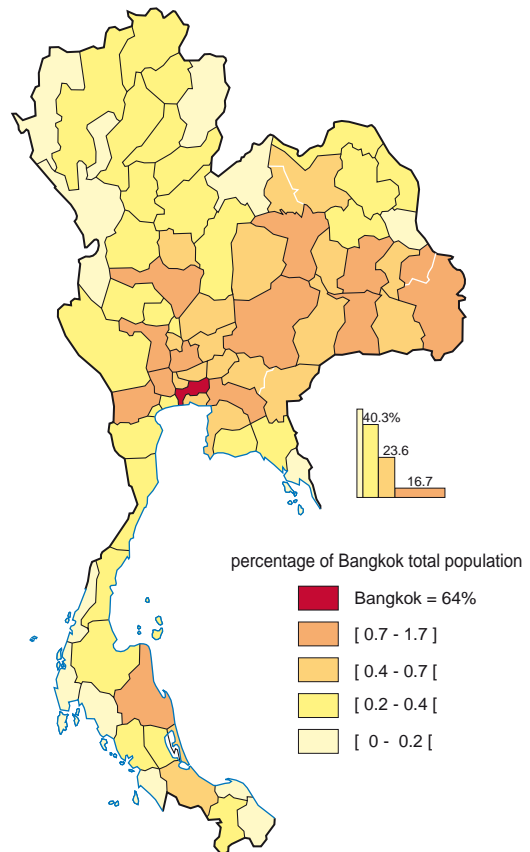 40.3%
23.6
16.7
percentage of Bangkok total population
Bangkok = 64%
[ 0.7 - 1.7 ]
[ 0.4 - 0.7 [
[ 0.2 - 0.4 [
[ 0 - 0.2 [